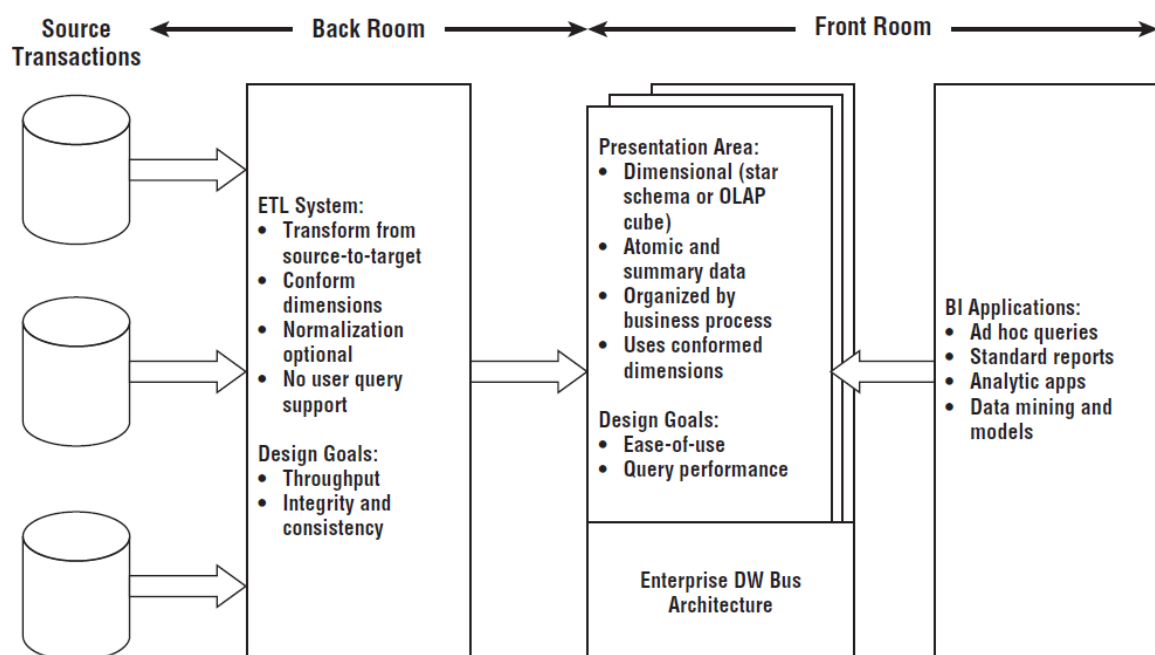 Source
Transactions
Back Room
Front Room
ETL System:
• Transform from
source-to-target
• Conform
dimensions
• Normalization
optional
• No user query
support
Design Goals:
• Throughput
• Integrity and
consistency
Presentation Area:
• Dimensional (star
schema or OLAP
cube)
• Atomic and
summary data
• Organized by
business process
• Uses conformed
dimensions
Design Goals:
• Ease-of-use
• Query performance
Enterprise DW Bus
Architecture
BI Applications:
• Ad hoc queries
• Standard reports
• Analytic apps
• Data mining and
models